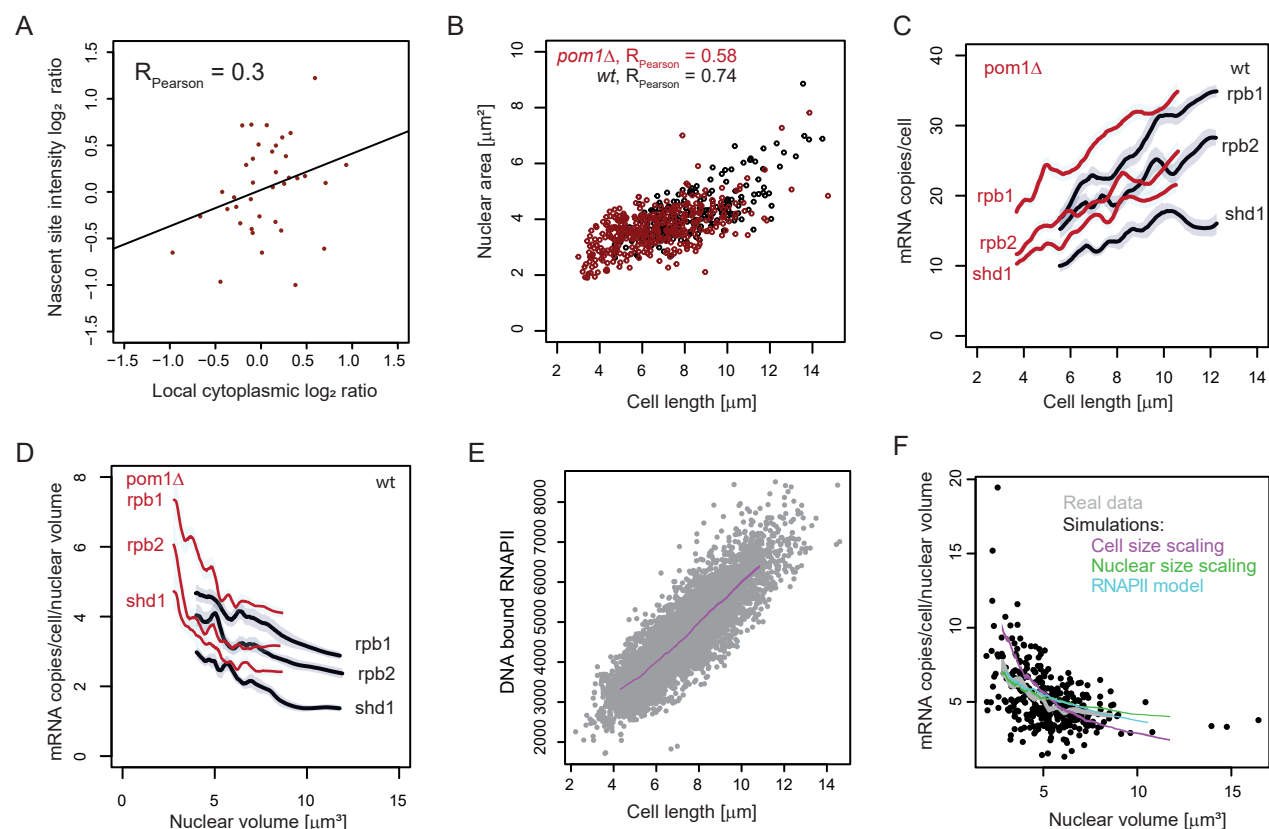 A
R Pearson = 0.3
Nascent site intensity log₂ ratio
1.5
1.0
0.5
0.0
−0.5
−1.0
−1.5
−1.5 −1.0 −0.5 0.0 0.5 1.0 1.5
Local cytoplasmic log₂ ratio
B
pom1Δ, R Pearson = 0.58
wt, R Pearson = 0.74
Nuclear area [µm²]
10
8
6
4
2
0
2 4 6 8 10 12 14
Cell length [µm]
C
pom1Δ
wt
rpb1
rpb2
shd1
rpb1
rpb2
shd1
mRNA copies/cell
40
30
20
10
0
2 4 6 8 10 12 14
Cell length [µm]
D
pom1Δ
wt
rpb1
rpb2
shd1
rpb1
rpb2
shd1
mRNA copies/cell/nuclear volume
8
6
4
2
0
0 5 10 15
Nuclear volume [µm³]
E
DNA bound RNAPII
8000
7000
6000
5000
4000
3000
2000
2 4 6 8 10 12 14
Cell length [µm]
F
Real data
Simulations:
Cell size scaling
Nuclear size scaling
RNAPII model
mRNA copies/cell/nuclear volume
20
15
10
5
5 10 15
Nuclear volume [µm³]